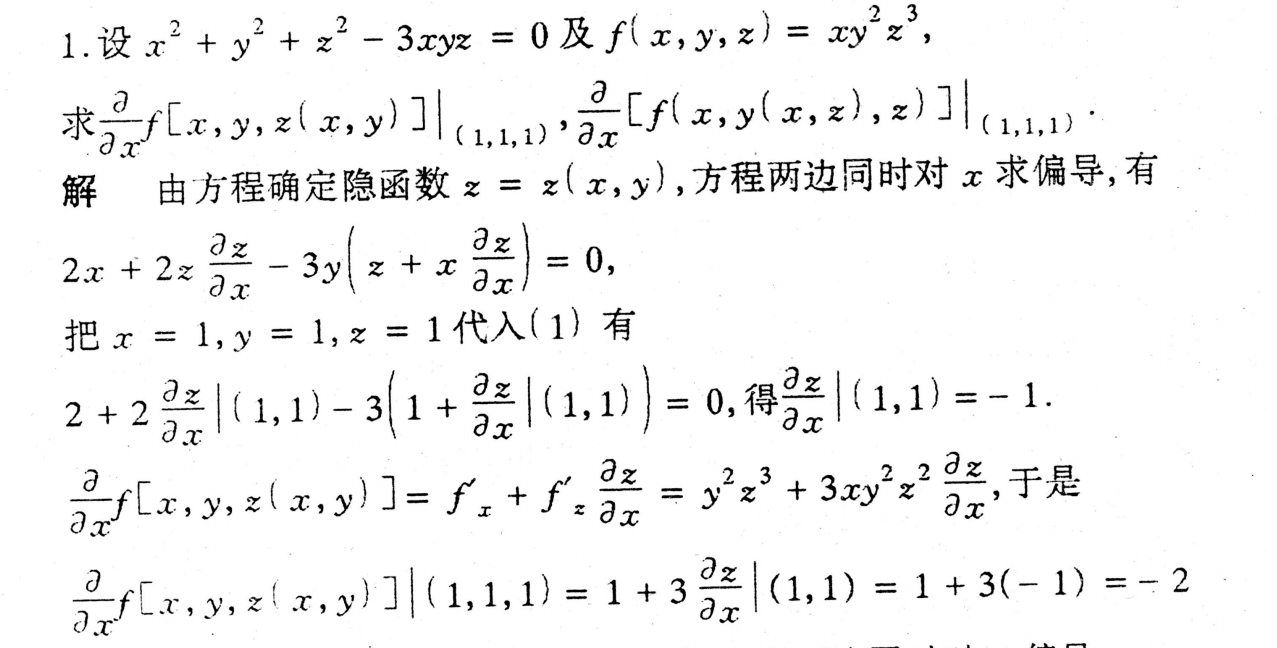 1.设 x² + y² + z² - 3xyz = 0 及 f(x,y,z) = xy²z³,
求 ∂/∂x f[x,y,z(x,y)]|(1,1,1), ∂/∂x [f(x,y(x,z),z)]|(1,1,1).
解 由方程确定隐函数 z = z(x,y),方程两边同时对 x 求偏导,有
2x + 2z ∂z/∂x - 3y(z + x ∂z/∂x) = 0,
把 x = 1,y = 1,z = 1代入(1) 有
2 + 2 ∂z/∂x|(1,1) - 3(1 + ∂z/∂x|(1,1)) = 0,得 ∂z/∂x|(1,1) = - 1.
∂/∂x f[x,y,z(x,y)] = f′x + f′z ∂z/∂x = y²z³ + 3xy²z² ∂z/∂x,于是
∂/∂x f[x,y,z(x,y)]|(1,1,1) = 1 + 3 ∂z/∂x|(1,1) = 1 + 3(- 1) = - 2